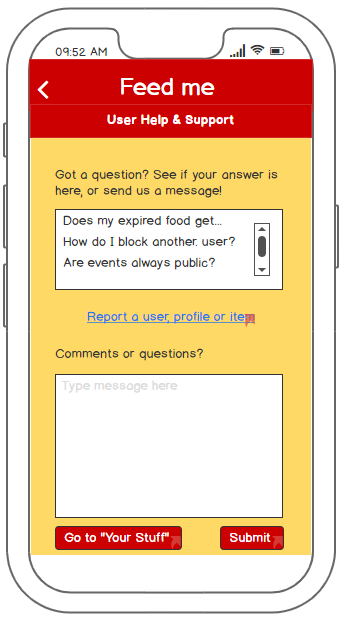 09:52 AM
Feed me
User Help & Support
Got a question? See if your answer is
here, or send us a message!
Does my expired food get...
How do I block another user?
Are events always public?
Report a user, profile or item
Comments or questions?
Type message here
Go to "Your Stuff"
Submit